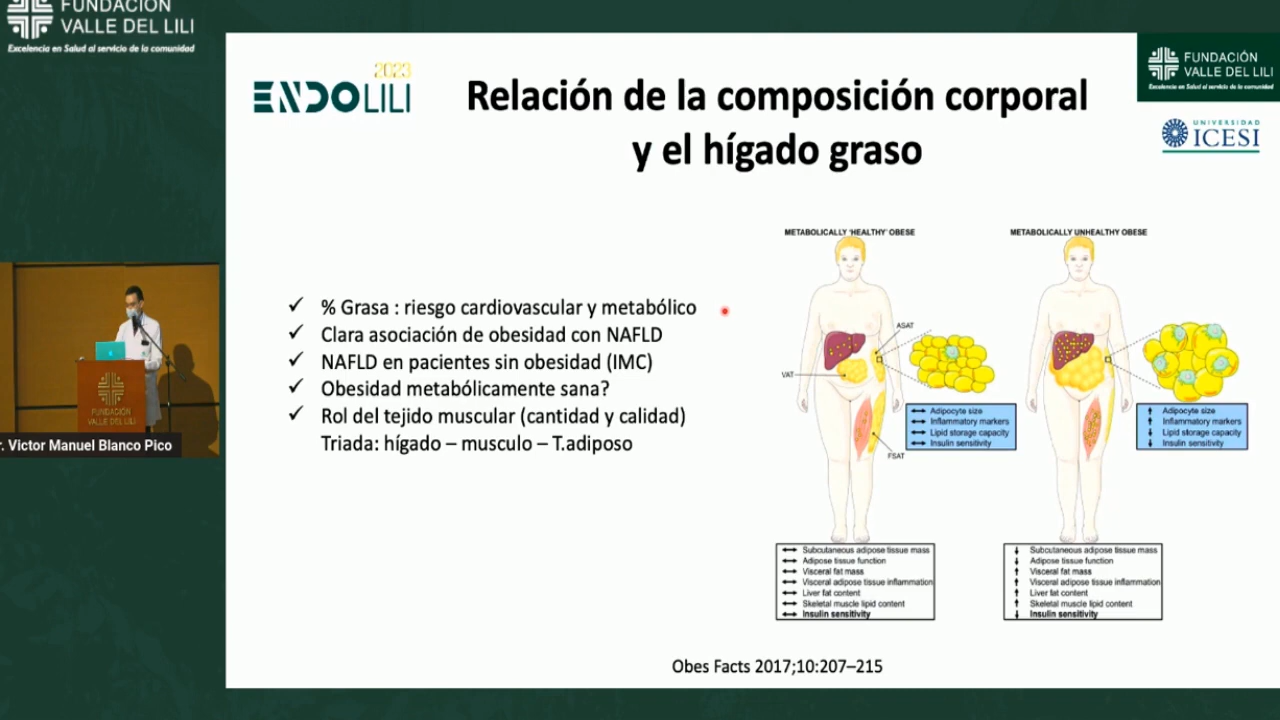 FUNDACIÓN
VALLE DEL LILI
Excelencia en Salud al servicio de la comunidad
2023
ENDOLILI
Relación de la composición corporal
y el hígado graso
FUNDACIÓN
VALLE DEL LILI
Excelencia en Salud al servicio de la comunidad
UNIVERSIDAD
ICESI
✓ % Grasa : riesgo cardiovascular y metabólico
✓ Clara asociación de obesidad con NAFLD
✓ NAFLD en pacientes sin obesidad (IMC)
✓ Obesidad metabólicamente sana?
✓ Rol del tejido muscular (cantidad y calidad)
Triada: hígado – musculo – T.adiposo
METABOLICALLY 'HEALTHY' OBESE
ASAT
VAT
FSAT
↔ Adipocyte size
↔ Inflammatory markers
↔ Lipid storage capacity
↔ Insulin sensitivity
↔ Subcutaneous adipose tissue mass
↔ Adipose tissue function
↔ Visceral fat mass
↔ Visceral adipose tissue inflammation
↔ Liver fat content
↔ Skeletal muscle lipid content
↔ Insulin sensitivity
METABOLICALLY UNHEALTHY OBESE
↑ Adipocyte size
↑ Inflammatory markers
↓ Lipid storage capacity
↓ Insulin sensitivity
↓ Subcutaneous adipose tissue mass
↓ Adipose tissue function
↑ Visceral fat mass
↑ Visceral adipose tissue inflammation
↑ Liver fat content
↑ Skeletal muscle lipid content
↓ Insulin sensitivity
Obes Facts 2017;10:207–215
FUNDACIÓN
VALLE DEL LILI
r. Victor Manuel Blanco Pico